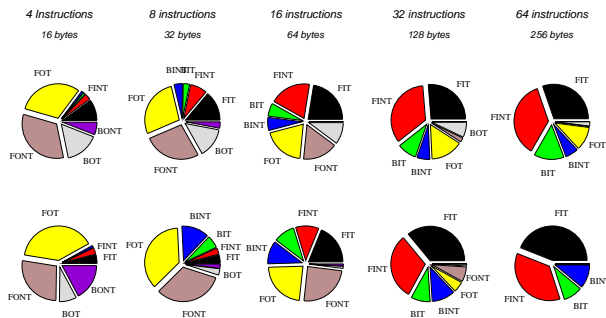 4 Instructions 8 instructions 16 instructions 32 instructions 64 instructions
16 bytes 32 bytes 64 bytes 128 bytes 256 bytes
FOT FINT BONT BOT FONT
BINT BIT FINT FIT FOT BOT FONT
FINT FIT BIT BINT FOT FONT
FIT FINT BOT BIT BINT FOT
FIT FINT FOT BINT BIT
FOT FINT FIT BONT BOT FONT
BINT BIT FINT FIT BOT FOT FONT
FINT BIT FIT BINT FOT FONT
FIT FINT FONT FOT BINT BIT
FIT BIN FINT BIT